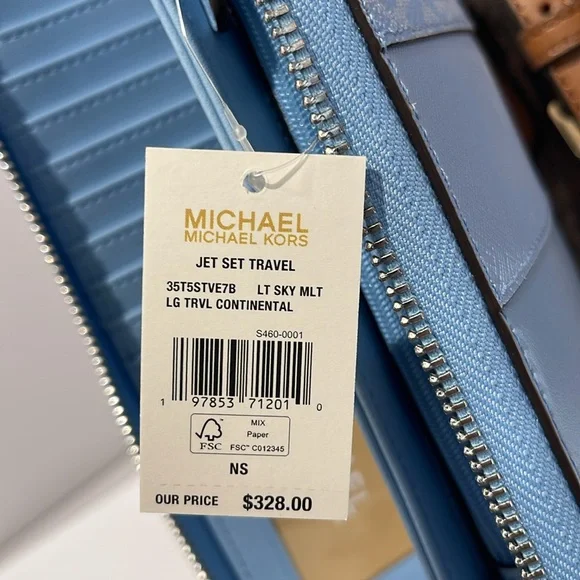 MICHAEL
MICHAEL KORS
JET SET TRAVEL
35T5STVE7B LT SKY MLT
LG TRVL CONTINENTAL
S460-0001
1 97853 71201 0
FSC
MIX
Paper
FSC™ C012345
NS
OUR PRICE $328.00